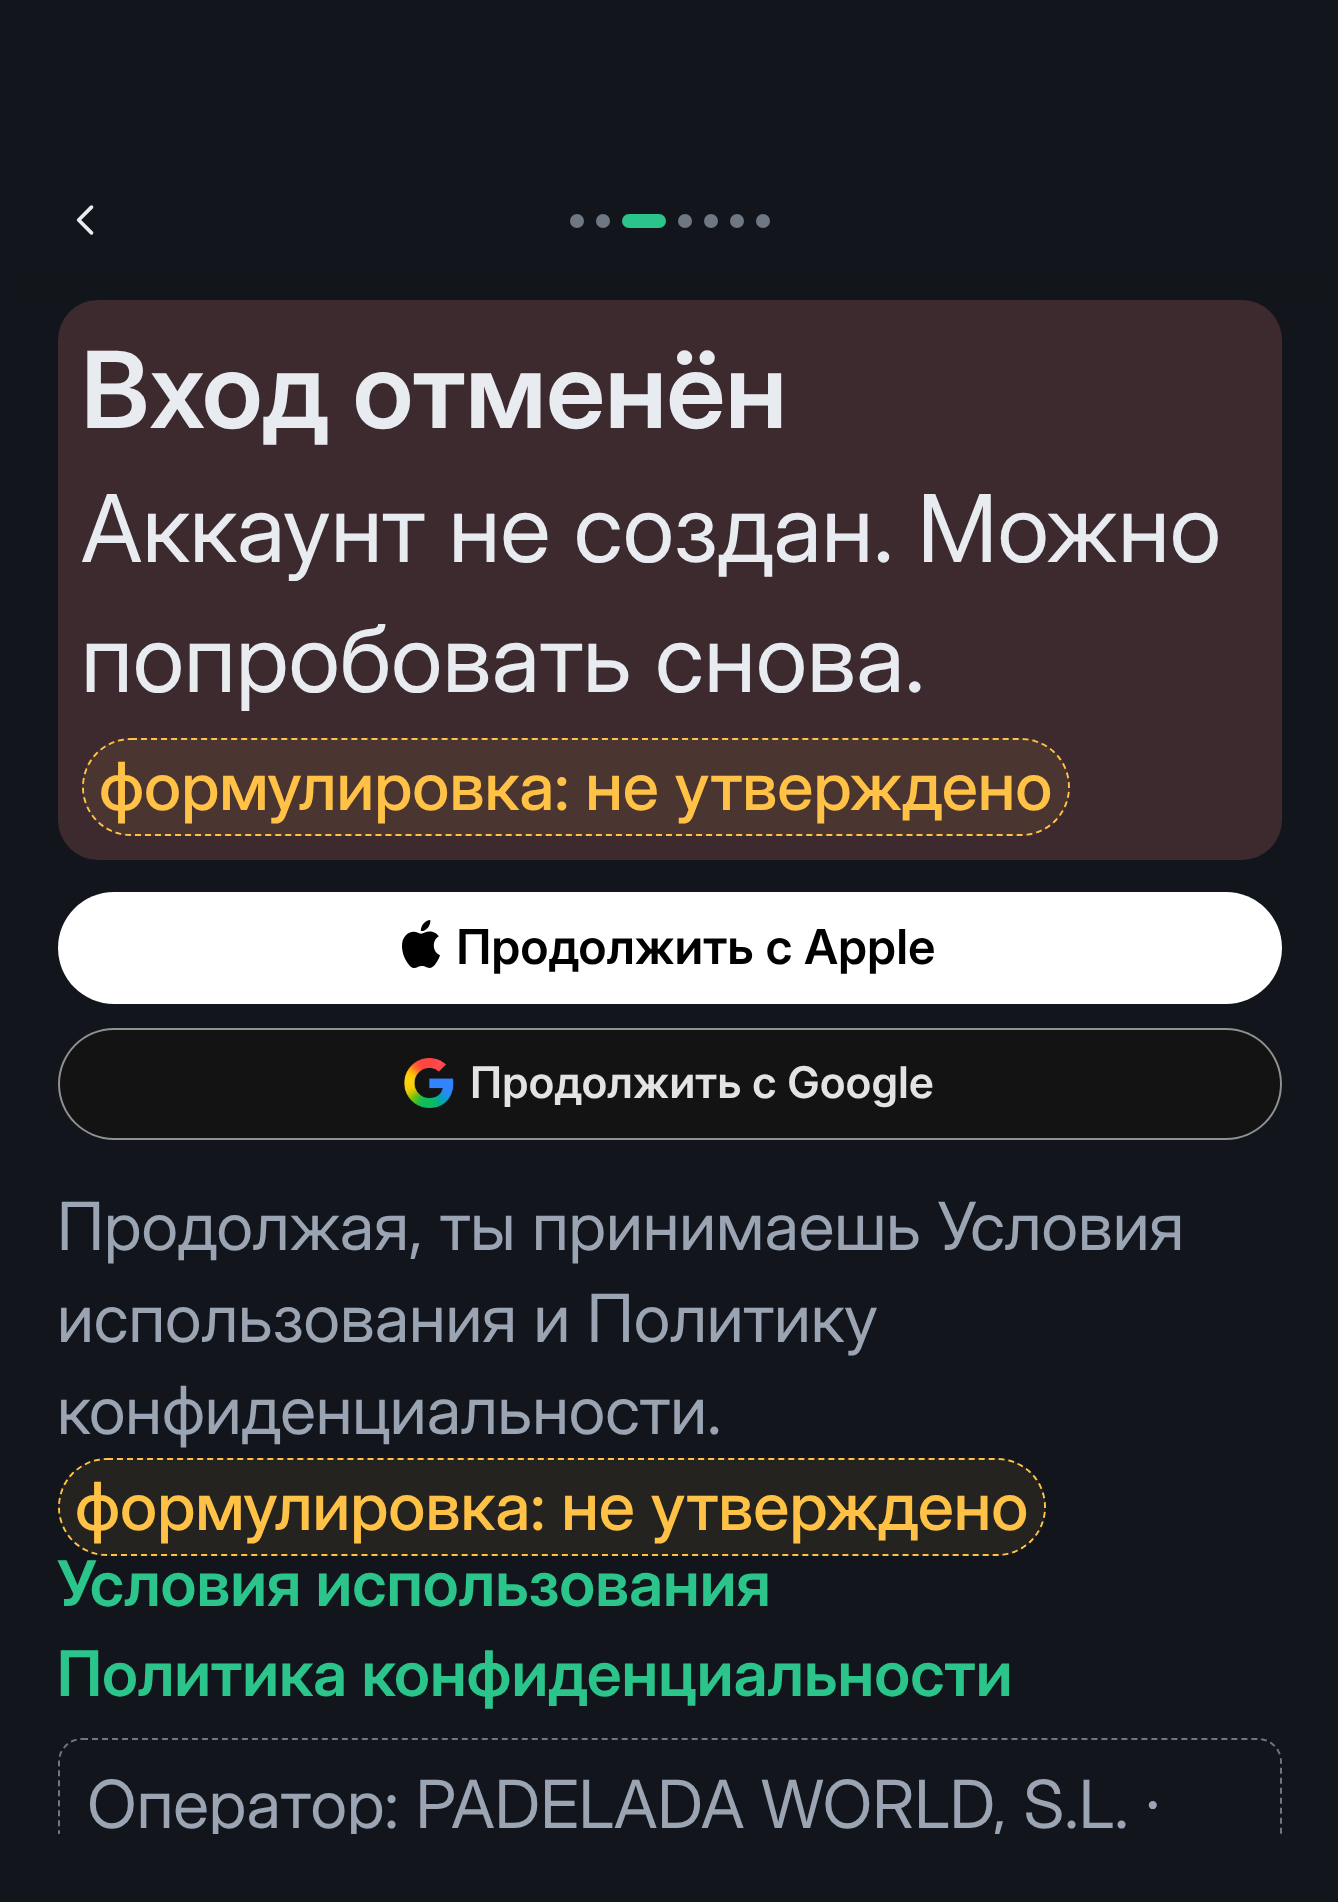 Вход отменён
Аккаунт не создан. Можно
попробовать снова.
формулировка: не утверждено
Продолжить с Apple
Продолжить с Google
Продолжая, ты принимаешь Условия
использования и Политику
конфиденциальности.
формулировка: не утверждено
Условия использования
Политика конфиденциальности
Оператор: PADELADA WORLD, S.L. ·